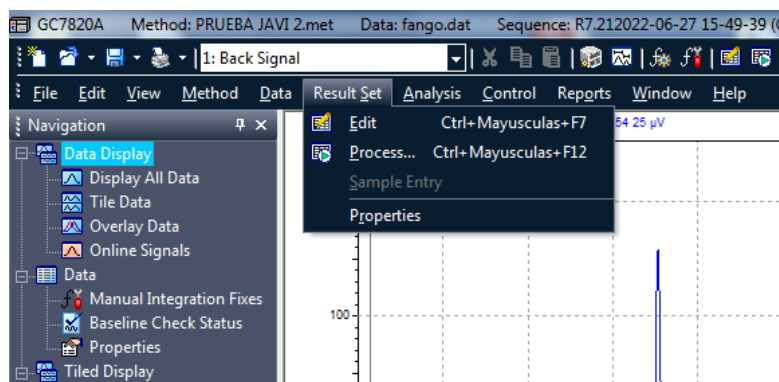 GC7820A Method: PRUEBA JAVI 2.met Data: fango.dat Sequence: R7.212022-06-27 15-49-39 (
1: Back Signal
File Edit View Method Data Result Set Analysis Control Reports Window Help
Navigation
Edit Ctrl+Mayusculas+F7
54 25 µV
Data Display
Process... Ctrl+Mayusculas+F12
Display All Data
Sample Entry
Tile Data
Properties
Overlay Data
Online Signals
Data
Manual Integration Fixes
100
Baseline Check Status
Properties
Tiled Display